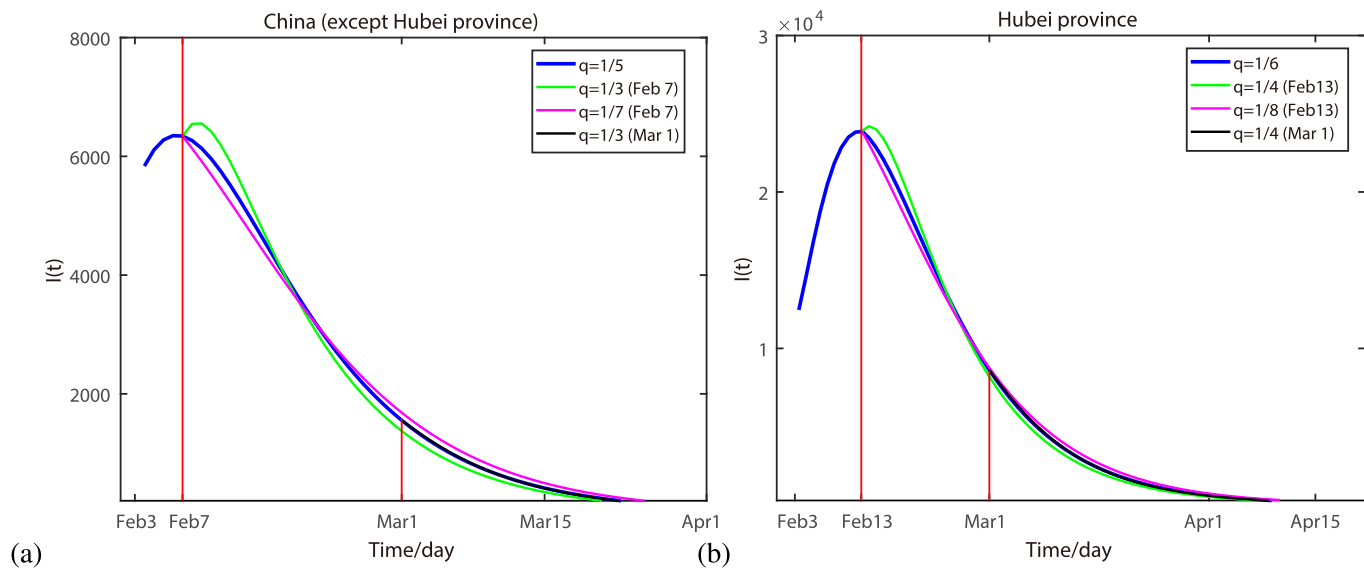 China (except Hubei province)
8000
6000
4000
2000
I(t)
q=1/5
q=1/3 (Feb 7)
q=1/7 (Feb 7)
q=1/3 (Mar 1)
Feb3 Feb7 Mar1 Mar15 Apr1
Time/day
(a)
Hubei province
×10⁴
3
2
1
I(t)
q=1/6
q=1/4 (Feb13)
q=1/8 (Feb13)
q=1/4 (Mar 1)
Feb3 Feb13 Mar1 Apr1 Apr15
Time/day
(b)